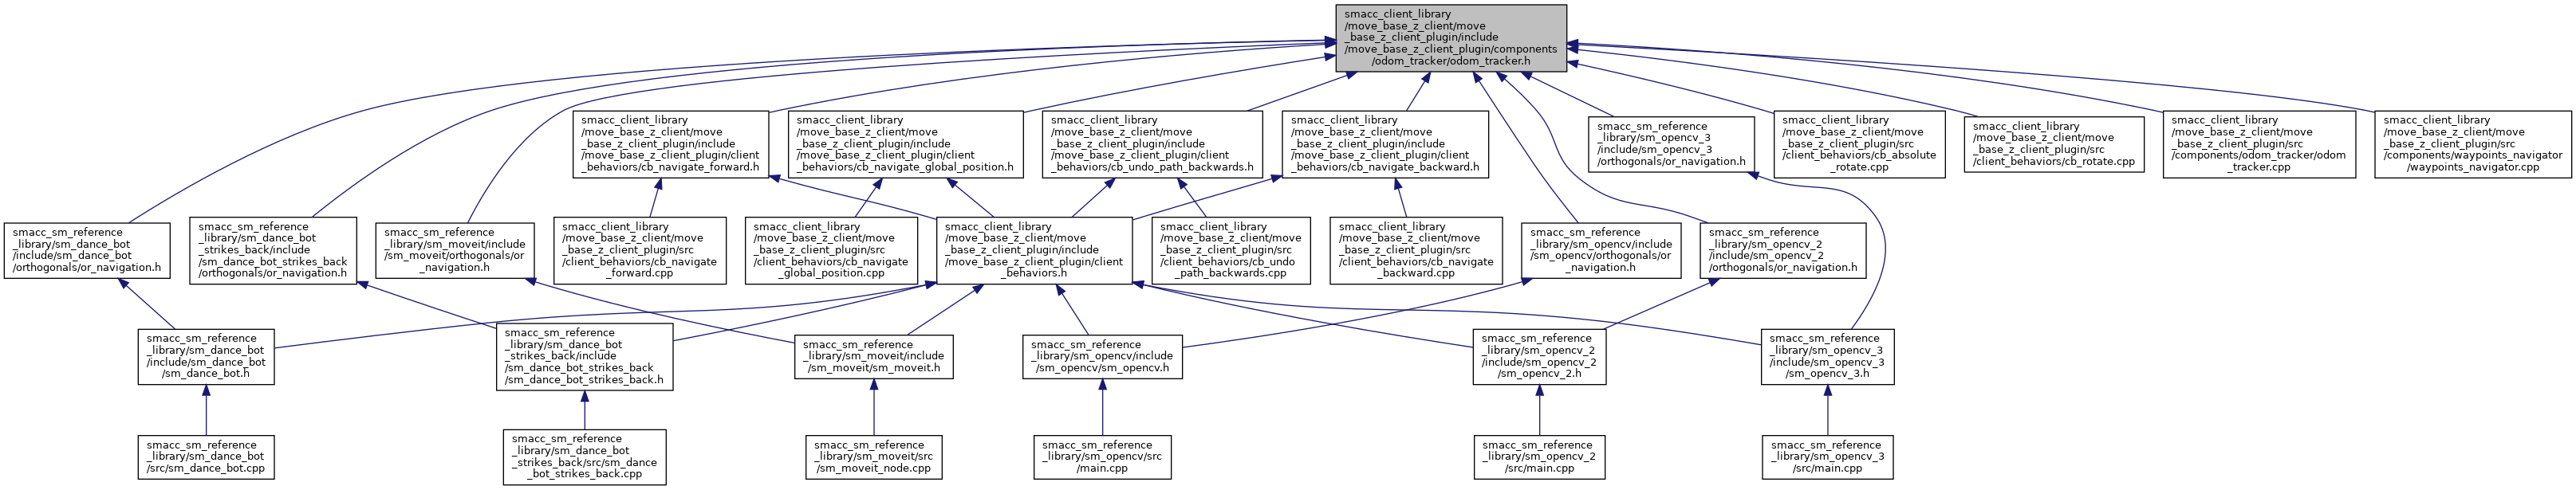 smacc_client_library
/move_base_z_client/move
_base_z_client_plugin/include
/move_base_z_client_plugin/components
/odom_tracker/odom_tracker.h
smacc_client_library
/move_base_z_client/move
_base_z_client_plugin/include
/move_base_z_client_plugin/client
_behaviors/cb_navigate_forward.h
smacc_client_library
/move_base_z_client/move
_base_z_client_plugin/include
/move_base_z_client_plugin/client
_behaviors/cb_navigate_global_position.h
smacc_client_library
/move_base_z_client/move
_base_z_client_plugin/include
/move_base_z_client_plugin/client
_behaviors/cb_undo_path_backwards.h
smacc_client_library
/move_base_z_client/move
_base_z_client_plugin/include
/move_base_z_client_plugin/client
_behaviors/cb_navigate_backward.h
smacc_sm_reference
_library/sm_opencv_3
/include/sm_opencv_3
/orthogonals/or_navigation.h
smacc_client_library
/move_base_z_client/move
_base_z_client_plugin/src
/client_behaviors/cb_absolute
_rotate.cpp
smacc_client_library
/move_base_z_client/move
_base_z_client_plugin/src
/client_behaviors/cb_rotate.cpp
smacc_client_library
/move_base_z_client/move
_base_z_client_plugin/src
/components/odom_tracker/odom
_tracker.cpp
smacc_client_library
/move_base_z_client/move
_base_z_client_plugin/src
/components/waypoints_navigator
/waypoints_navigator.cpp
smacc_sm_reference
_library/sm_dance_bot
/include/sm_dance_bot
/orthogonals/or_navigation.h
smacc_sm_reference
_library/sm_dance_bot
_strikes_back/include
/sm_dance_bot_strikes_back
/orthogonals/or_navigation.h
smacc_sm_reference
_library/sm_moveit/include
/sm_moveit/orthogonals/or
_navigation.h
smacc_client_library
/move_base_z_client/move
_base_z_client_plugin/src
/client_behaviors/cb_navigate
_forward.cpp
smacc_client_library
/move_base_z_client/move
_base_z_client_plugin/src
/client_behaviors/cb_navigate
_global_position.cpp
smacc_client_library
/move_base_z_client/move
_base_z_client_plugin/include
/move_base_z_client_plugin/client
_behaviors.h
smacc_client_library
/move_base_z_client/move
_base_z_client_plugin/src
/client_behaviors/cb_undo
_path_backwards.cpp
smacc_client_library
/move_base_z_client/move
_base_z_client_plugin/src
/client_behaviors/cb_navigate
_backward.cpp
smacc_sm_reference
_library/sm_opencv/include
/sm_opencv/orthogonals/or
_navigation.h
smacc_sm_reference
_library/sm_opencv_2
/include/sm_opencv_2
/orthogonals/or_navigation.h
smacc_sm_reference
_library/sm_dance_bot
/include/sm_dance_bot
/sm_dance_bot.h
smacc_sm_reference
_library/sm_dance_bot
_strikes_back/include
/sm_dance_bot_strikes_back
/sm_dance_bot_strikes_back.h
smacc_sm_reference
_library/sm_moveit/include
/sm_moveit/sm_moveit.h
smacc_sm_reference
_library/sm_opencv/include
/sm_opencv/sm_opencv.h
smacc_sm_reference
_library/sm_opencv_2
/include/sm_opencv_2
/sm_opencv_2.h
smacc_sm_reference
_library/sm_opencv_3
/include/sm_opencv_3
/sm_opencv_3.h
smacc_sm_reference
_library/sm_dance_bot
/src/sm_dance_bot.cpp
smacc_sm_reference
_library/sm_dance_bot
_strikes_back/src/sm_dance
_bot_strikes_back.cpp
smacc_sm_reference
_library/sm_moveit/src
/sm_moveit_node.cpp
smacc_sm_reference
_library/sm_opencv/src
/main.cpp
smacc_sm_reference
_library/sm_opencv_2
/src/main.cpp
smacc_sm_reference
_library/sm_opencv_3
/src/main.cpp